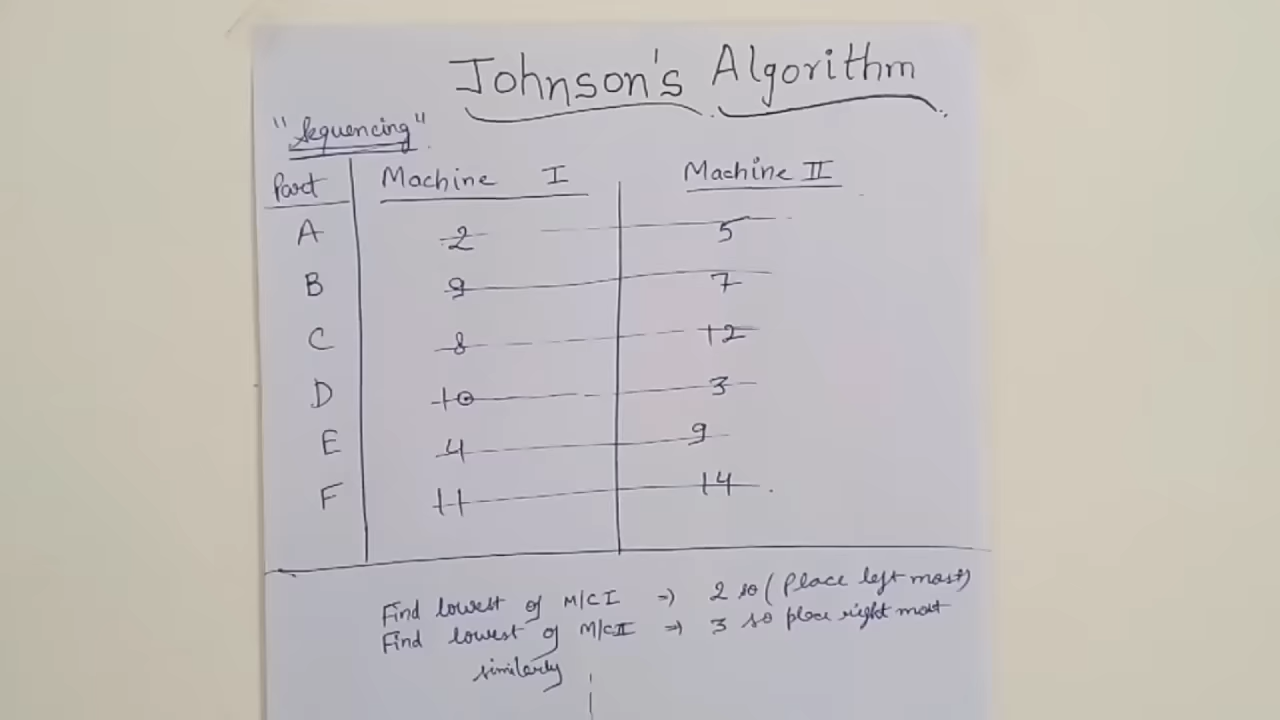 Johnson's Algorithm
"Sequencing"
Part Machine I Machine II
A 2 5
B 9 7
C 8 12
D 10 3
E 4 9
F 11 14
Find lowest of M/C I => 2 so (Place left most)
Find lowest of M/C II => 3 so place right most
similarly